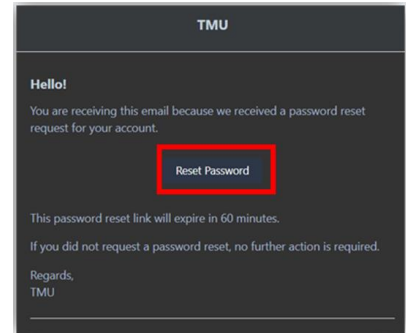 TMU
Hello!
You are receiving this email because we received a password reset
request for your account.
Reset Password
This password reset link will expire in 60 minutes.
If you did not request a password reset, no further action is required.
Regards,
TMU